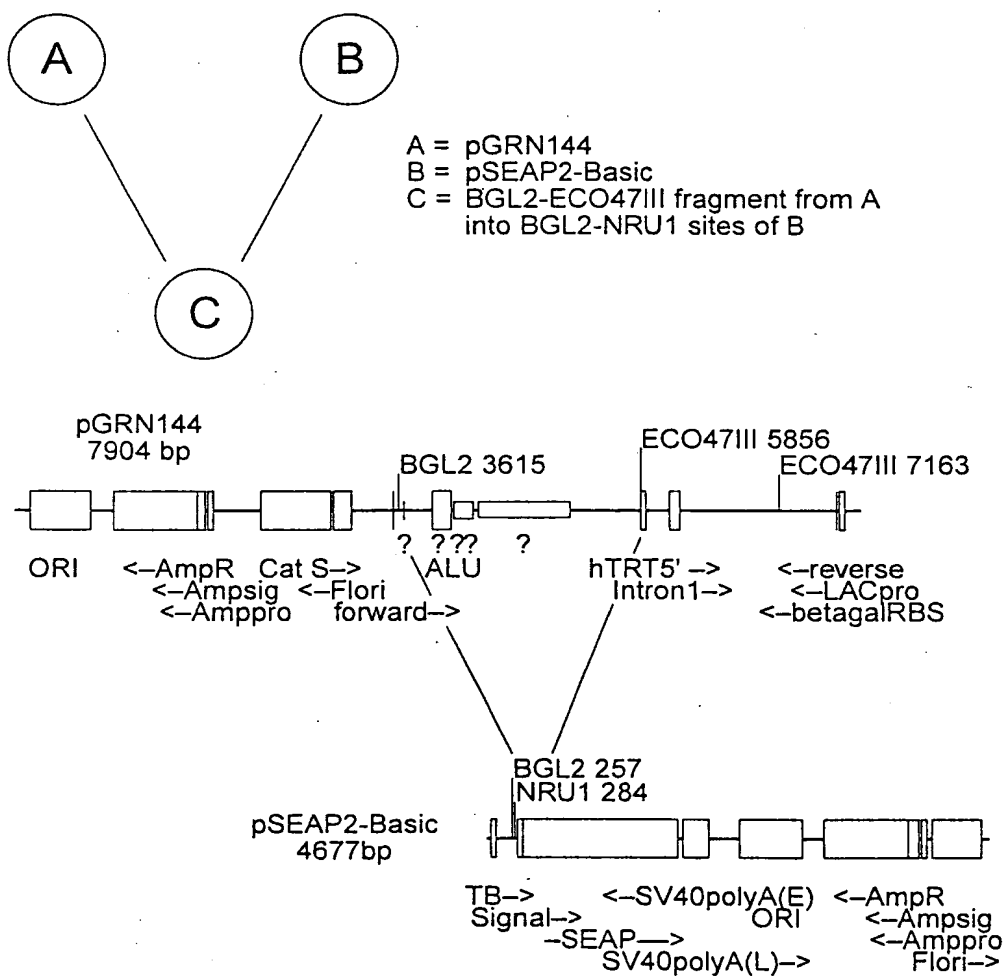 A
B
A = pGRN144
B = pSEAP2-Basic
C = BGL2-ECO47III fragment from A
into BGL2-NRU1 sites of B
C
pGRN144
7904 bp
ECO47III 5856
BGL2 3615
ECO47III 7163
? ? ?? ?
ORI <-AmpR Cat S-> ALU hTRT5' -> <-reverse
<-Ampsig <-Flori Intron1-> <-LACpro
<-Amppro forward-> <-betagalRBS
BGL2 257
NRU1 284
pSEAP2-Basic
4677bp
TB-> <-SV40polyA(E) <-AmpR
Signal-> ORI <-Ampsig
-SEAP-> <-Amppro
SV40polyA(L)-> Flori->